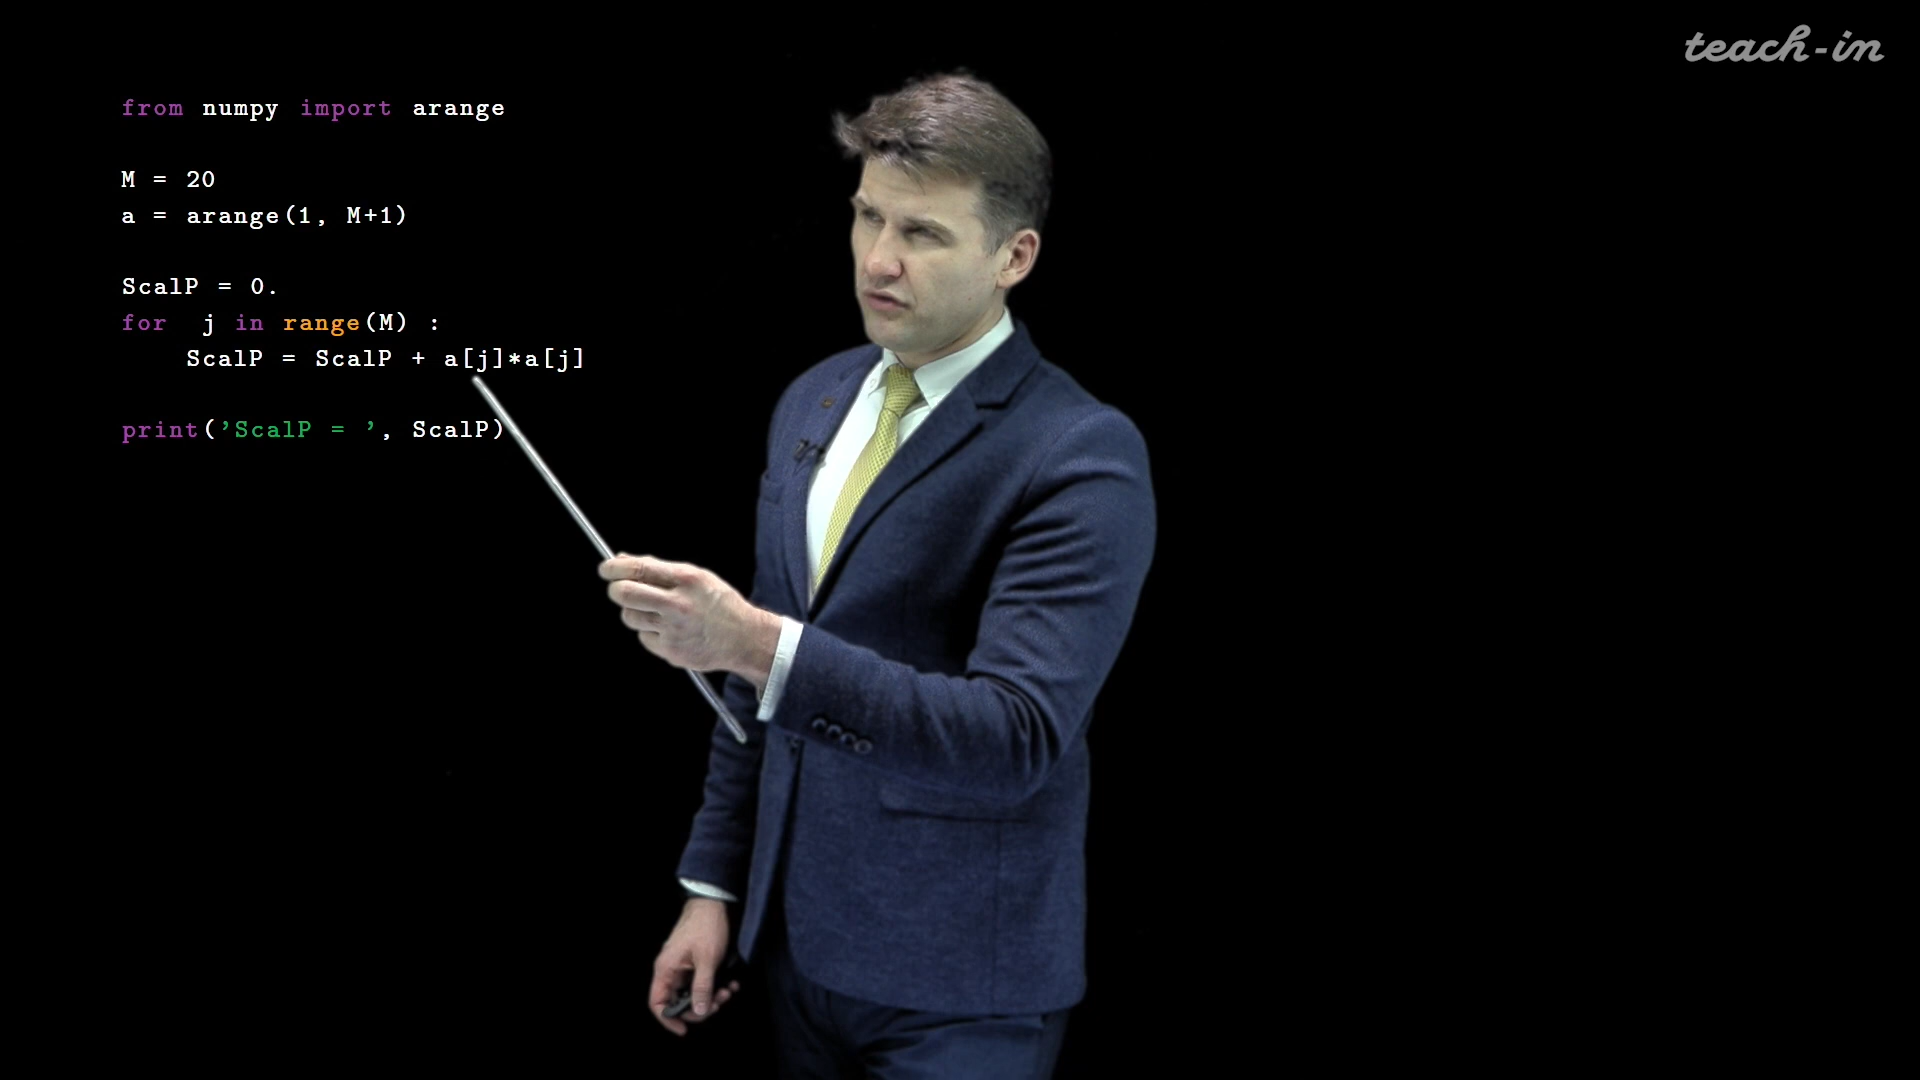 teach-in
from numpy import arange
M = 20
a = arange(1, M+1)
ScalP = 0.
for  j in range(M) :
    ScalP = ScalP + a[j]*a[j]
print('ScalP = ', ScalP)